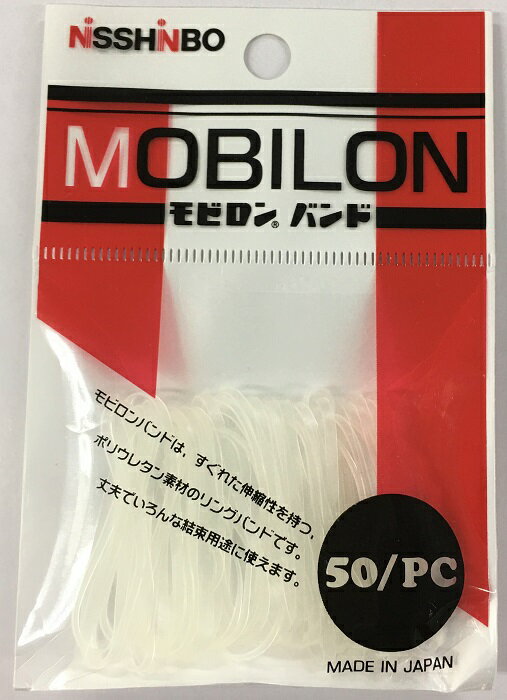 NISSHINBO
MOBILON
モビロン® バンド
モビロンバンドは、すぐれた伸縮性を持つ、
ポリウレタン素材のリングバンドです。
丈夫でいろんな結束用途に使えます。
50/PC
MADE IN JAPAN